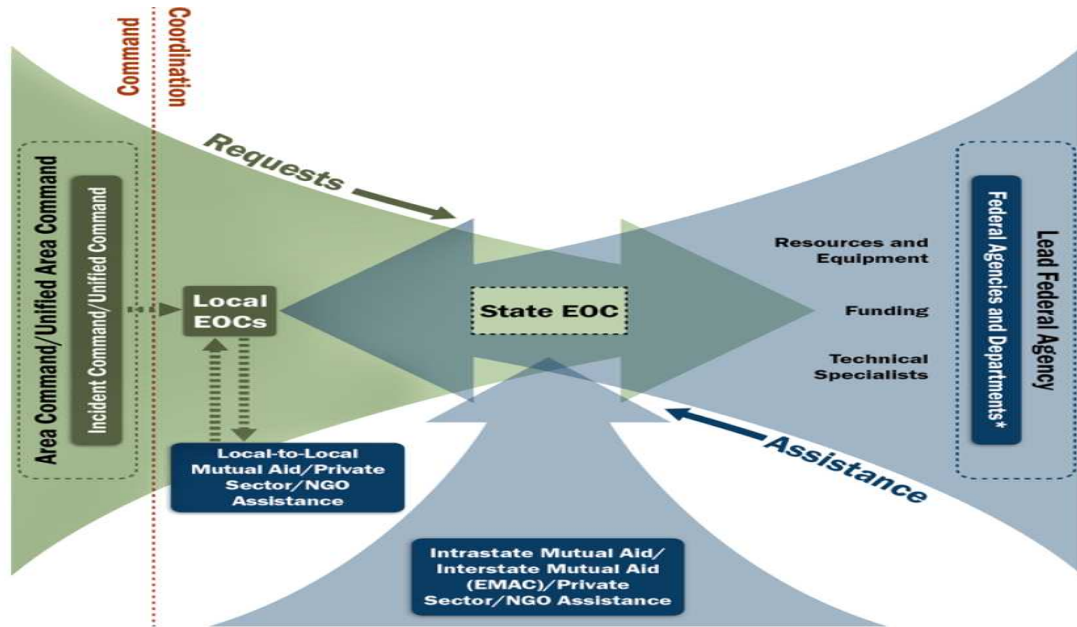 Command
Coordination
Requests
Area Command/Unified Area Command
Incident Command/Unified Command
Local
EOCs
Local-to-Local
Mutual Aid/Private
Sector/NGO
Assistance
State EOC
Intrastate Mutual Aid/
Interstate Mutual Aid
(EMAC)/Private
Sector/NGO Assistance
Resources and
Equipment
Funding
Technical
Specialists
Assistance
Federal Agencies and Departments*
Lead Federal Agency